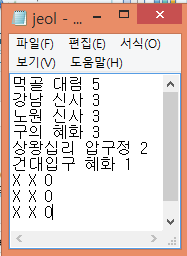 jeol - ...
파일(F) 편집(E) 서식(O)
보기(V) 도움말(H)
먹골 대림 5
강남 신사 3
노원 신사 3
구의 혜화 3
상왕십리 압구정 2
건대입구 혜화 1
X X 0
X X 0
X X 0